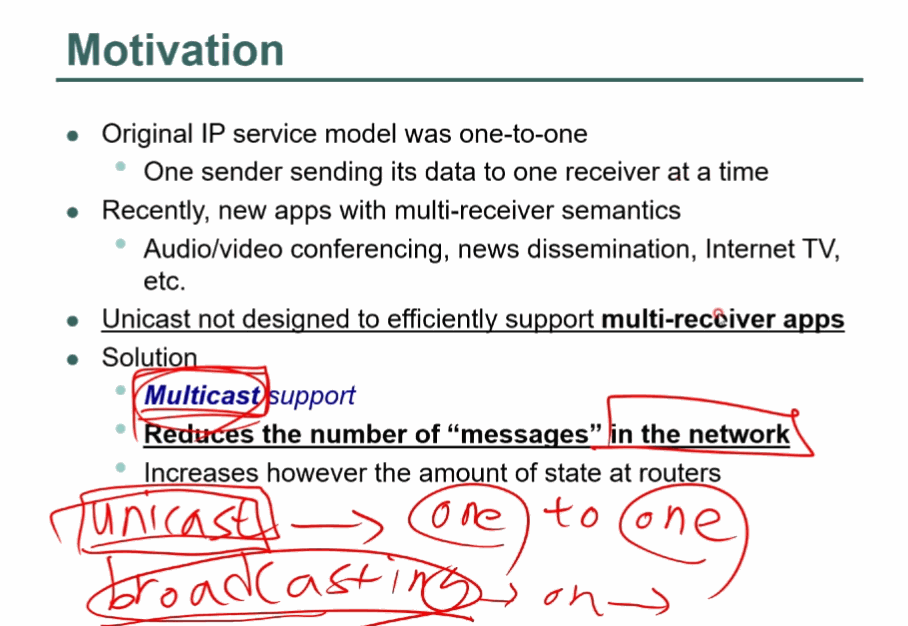 Motivation
Original IP service model was one-to-one
One sender sending its data to one receiver at a time
Recently, new apps with multi-receiver semantics
Audio/video conferencing, news dissemination, Internet TV,
etc.
Unicast not designed to efficiently support multi-receiver apps
Solution
Multicast support
Reduces the number of “messages” in the network
Increases however the amount of state at routers
unicast → one to one
broadcasting → on →